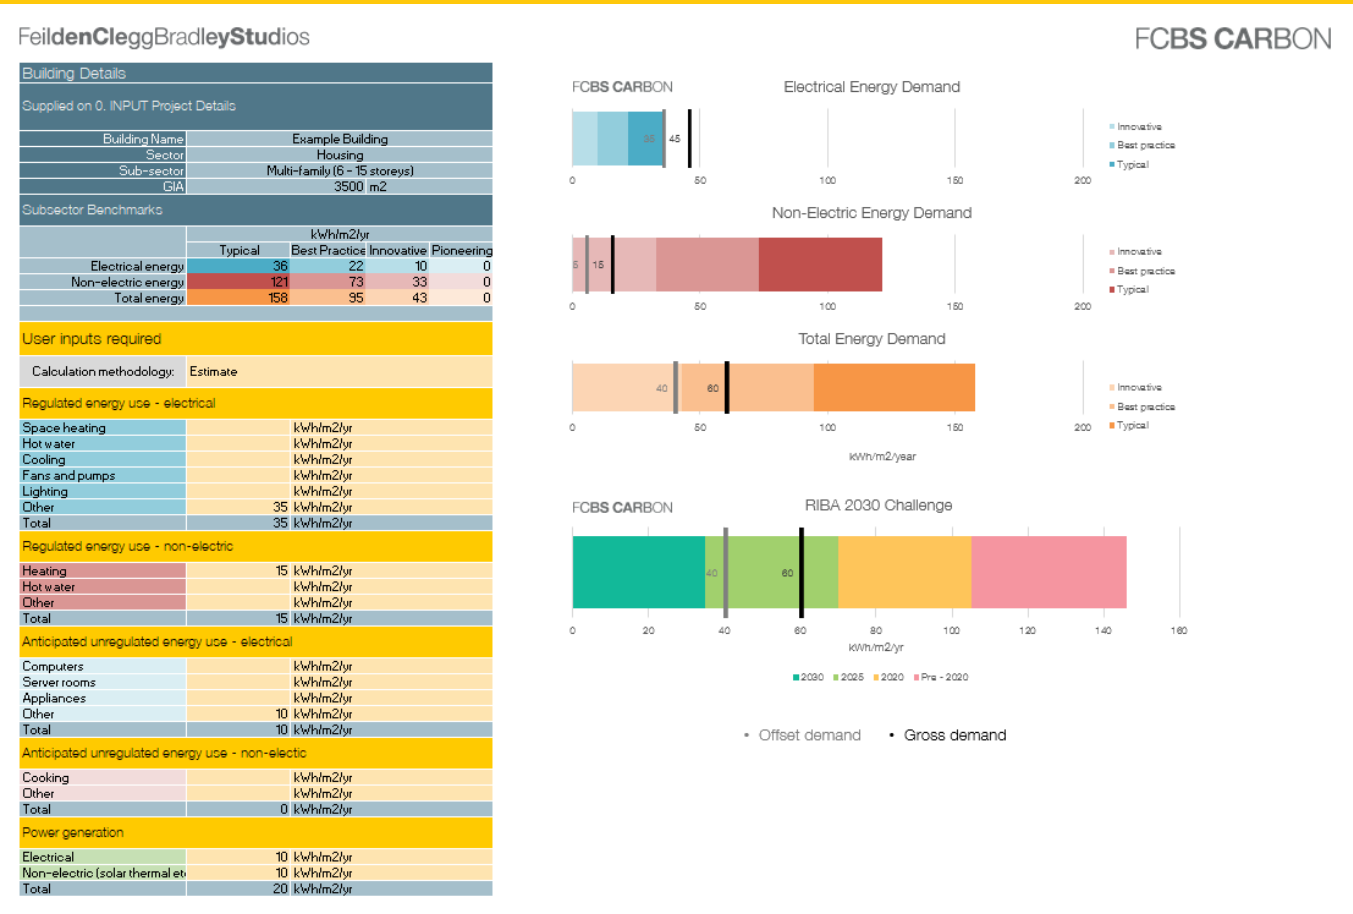 FeildenCleggBradleyStudios
FCBS CARBON
Building Details
Supplied on 0. INPUT Project Details
Building Name Example Building
Sector Housing
Sub-sector Multi-family (6 - 15 storeys)
GIA 3500 m2
Subsector Benchmarks
kWh/m2/yr
Typical Best Practice Innovative Pioneering
Electrical energy 36 22 10 0
Non-electric energy 121 73 33 0
Total energy 158 95 43 0
User inputs required
Calculation methodology: Estimate
Regulated energy use - electrical
Space heating kWh/m2/yr
Hot water kWh/m2/yr
Cooling kWh/m2/yr
Fans and pumps kWh/m2/yr
Lighting kWh/m2/yr
Other 35 kWh/m2/yr
Total 35 kWh/m2/yr
Regulated energy use - non-electric
Heating 15 kWh/m2/yr
Hot water kWh/m2/yr
Other kWh/m2/yr
Total 15 kWh/m2/yr
Anticipated unregulated energy use - electrical
Computers kWh/m2/yr
Server rooms kWh/m2/yr
Appliances kWh/m2/yr
Other 10 kWh/m2/yr
Total 10 kWh/m2/yr
Anticipated unregulated energy use - non-electic
Cooking kWh/m2/yr
Other kWh/m2/yr
Total 0 kWh/m2/yr
Power generation
Electrical 10 kWh/m2/yr
Non-electric (solar thermal et 10 kWh/m2/yr
Total 20 kWh/m2/yr
FCBS CARBON
Electrical Energy Demand
35 45
0 50 100 150 200
Innovative
Best practice
Typical
Non-Electric Energy Demand
5 15
0 50 100 150 200
Innovative
Best practice
Typical
Total Energy Demand
40 60
0 50 100 150 200
kWh/m2/year
Innovative
Best practice
Typical
FCBS CARBON
RIBA 2030 Challenge
40 60
0 20 40 60 80 100 120 140 160
kWh/m2/yr
2030 2025 2020 Pre - 2020
• Offset demand • Gross demand